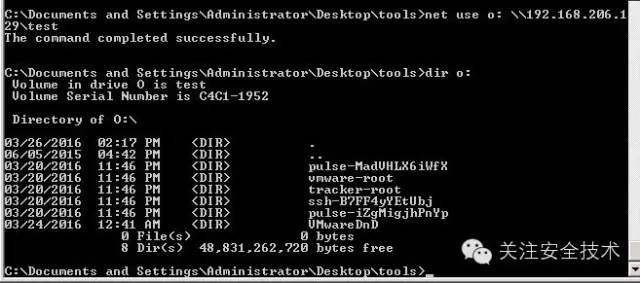 C:\Documents and Settings\Administrator\Desktop\tools>net use o: \\192.168.206.1
29\test
The command completed successfully.
C:\Documents and Settings\Administrator\Desktop\tools>dir o:
Volume in drive O is test
Volume Serial Number is C4C1-1952
Directory of O:\
03/26/2016 02:17 PM <DIR> .
06/05/2015 04:42 PM <DIR> ..
03/20/2016 11:46 PM <DIR> pulse-MadVHLX6iWfX
03/20/2016 11:46 PM <DIR> vmware-root
03/20/2016 11:46 PM <DIR> tracker-root
03/20/2016 11:46 PM <DIR> ssh-B7FF4yYEtUbj
03/20/2016 11:46 PM <DIR> pulse-iZgMigjhPnYp
03/24/2016 12:41 AM <DIR> VMwareDnD
0 File(s) 0 bytes
8 Dir(s) 48,831,262,720 bytes free
C:\Documents and Settings\Administrator\Desktop\tools>_
关注安全技术